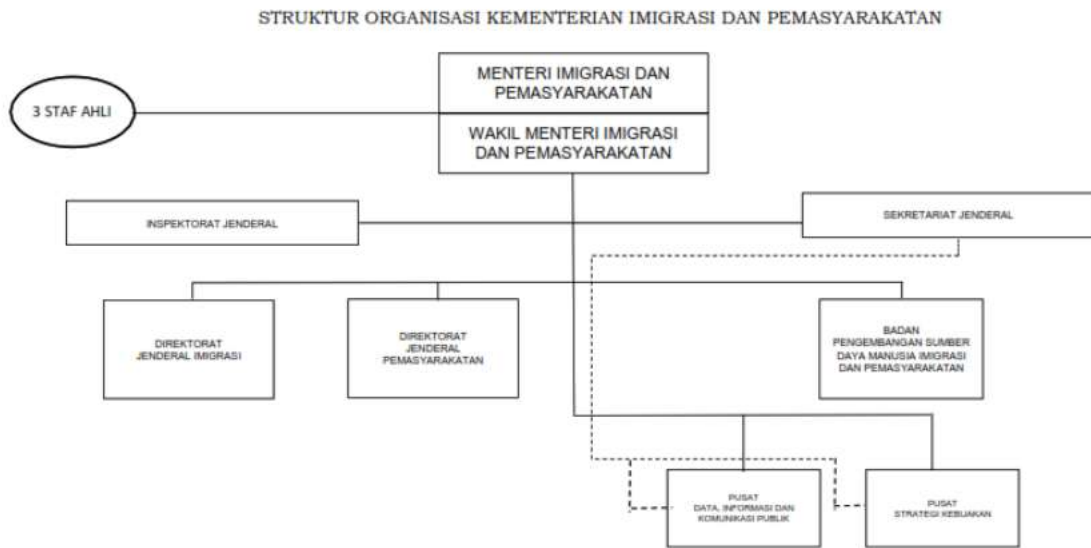 STRUKTUR ORGANISASI KEMENTERIAN IMIGRASI DAN PEMASYARAKATAN
MENTERI IMIGRASI DAN
PEMASYARAKATAN
3 STAF AHLI
WAKIL MENTERI IMIGRASI
DAN PEMASYARAKATAN
INSPEKTORAT JENDERAL
SEKRETARIAT JENDERAL
DIREKTORAT
JENDERAL IMIGRASI
DIREKTORAT
JENDERAL
PEMASYARAKATAN
BADAN
PENGEMBANGAN SUMBER
DAYA MANUSIA IMIGRASI
DAN PEMASYARAKATAN
PUSAT
DATA, INFORMASI DAN
KOMUNIKASI PUBLIK
PUSAT
STRATEGI KEBIJAKAN